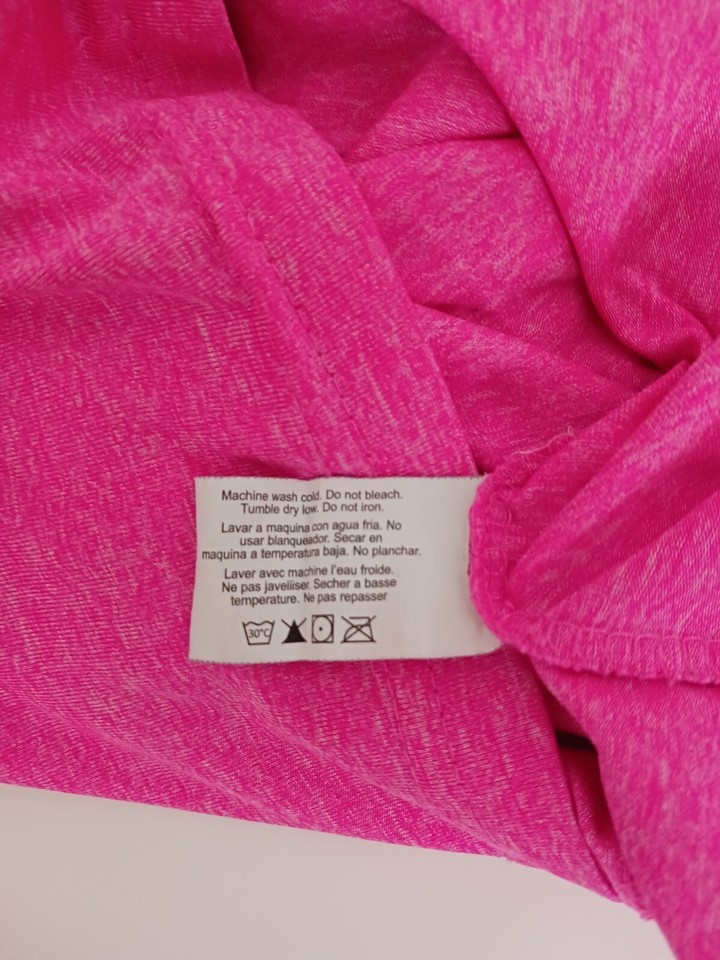 Machine wash cold. Do not bleach.
Tumble dry low. Do not iron.
Lavar a maquina con agua fria. No
usar blanqueador. Secar en
maquina a temperatura baja. No planchar.
Laver avec machine l'eau froide.
Ne pas javeliiser. Secher a basse
temperature. Ne pas repasser
30°C